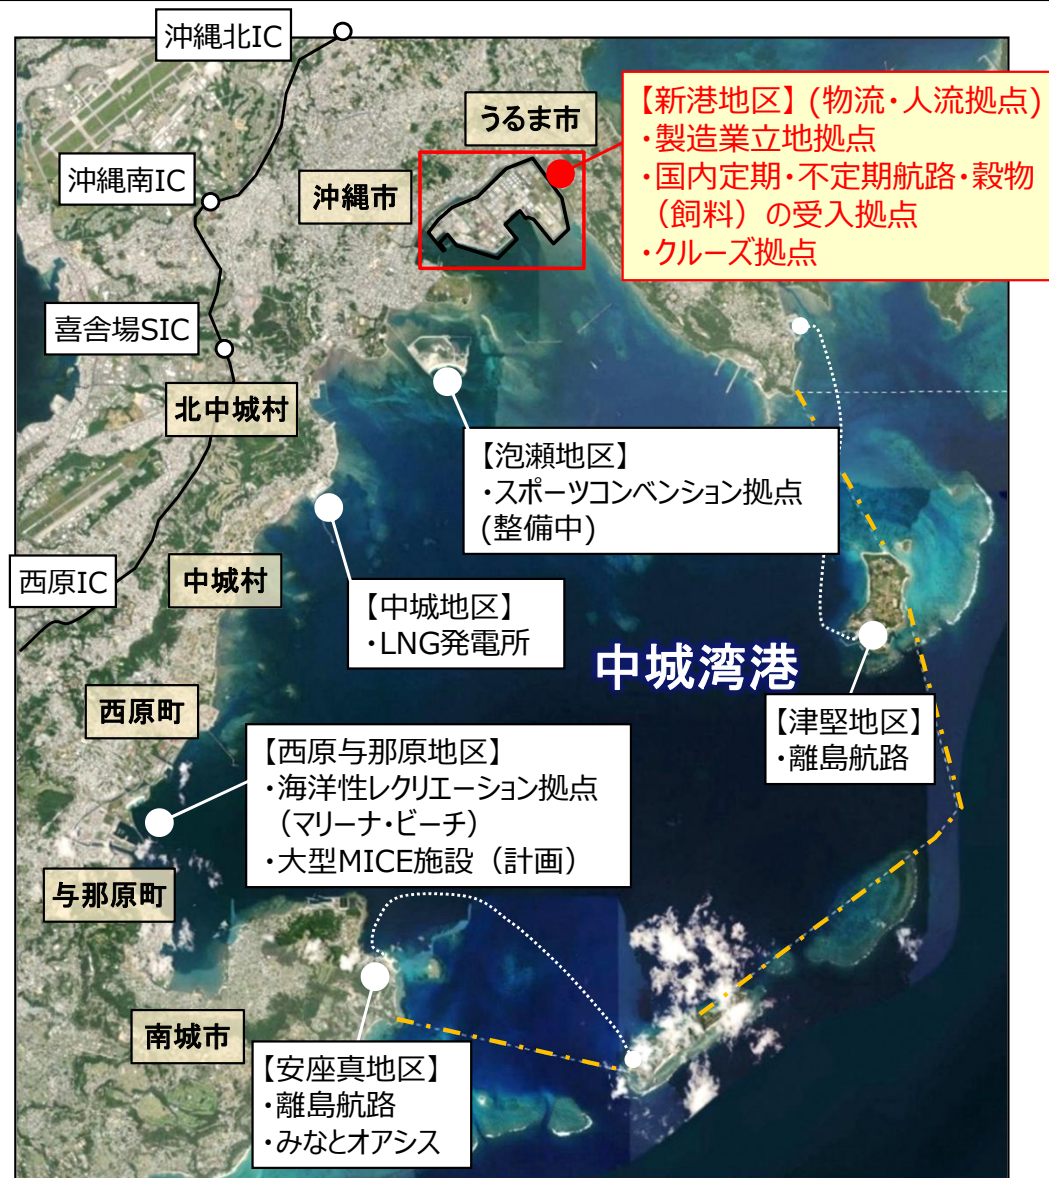 沖縄北IC
うるま市
【新港地区】(物流・人流拠点)
・製造業立地拠点
・国内定期・不定期航路・穀物
（飼料）の受入拠点
・クルーズ拠点
沖縄南IC
沖縄市
喜舎場SIC
北中城村
【泡瀬地区】
・スポーツコンベンション拠点
(整備中)
西原IC
中城村
【中城地区】
・LNG発電所
中城湾港
西原町
【津堅地区】
・離島航路
【西原与那原地区】
・海洋性レクリエーション拠点
（マリーナ・ビーチ）
・大型MICE施設（計画）
与那原町
南城市
【安座真地区】
・離島航路
・みなとオアシス